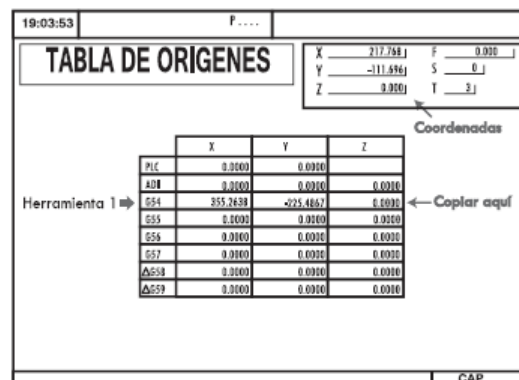 19:03:53 P....
TABLA DE ORIGENES
X 217.768 F 0.000
Y -111.696 S 0
Z 0.000 T 3
Coordenadas
X Y Z
PLC 0.0000 0.0000
ADI 0.0000 0.0000 0.0000
Herramienta 1 G54 355.2638 -225.4867 0.0000 Copiar aquí
G55 0.0000 0.0000 0.0000
G56 0.0000 0.0000 0.0000
G57 0.0000 0.0000 0.0000
ΔG58 0.0000 0.0000 0.0000
ΔG59 0.0000 0.0000 0.0000
CAP